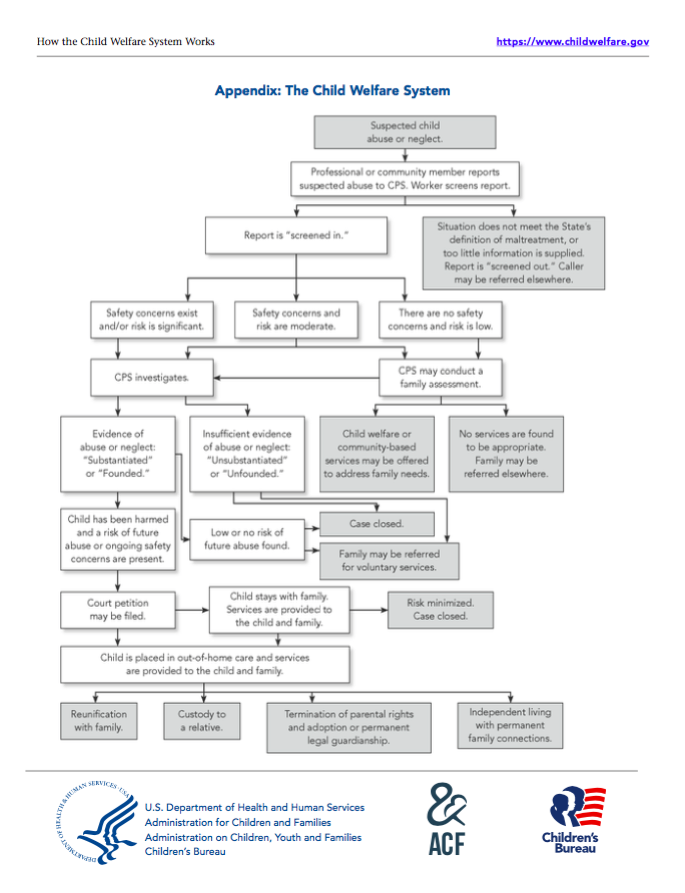 How the Child Welfare System Works
https://www.childwelfare.gov
Appendix: The Child Welfare System
Suspected child
abuse or neglect.
Professional or community member reports
suspected abuse to CPS. Worker screens report.
Report is “screened in.”
Situation does not meet the State’s
definition of maltreatment, or
too little information is supplied.
Report is “screened out.” Caller
may be referred elsewhere.
Safety concerns exist
and/or risk is significant.
Safety concerns and
risk are moderate.
There are no safety
concerns and risk is low.
CPS investigates.
CPS may conduct a
family assessment.
Evidence of
abuse or neglect:
“Substantiated”
or “Founded.”
Insufficient evidence
of abuse or neglect:
“Unsubstantiated”
or “Unfounded.”
Child welfare or
community-based
services may be offered
to address family needs.
No services are found
to be appropriate.
Family may be
referred elsewhere.
Child has been harmed
and a risk of future
abuse or ongoing safety
concerns are present.
Low or no risk of
future abuse found.
Case closed.
Family may be referred
for voluntary services.
Court petition
may be filed.
Child stays with family.
Services are provided to
the child and family.
Risk minimized.
Case closed.
Child is placed in out-of-home care and services
are provided to the child and family.
Reunification
with family.
Custody to
a relative.
Termination of parental rights
and adoption or permanent
legal guardianship.
Independent living
with permanent
family connections.
DEPARTMENT OF HEALTH & HUMAN SERVICES · USA
U.S. Department of Health and Human Services
Administration for Children and Families
Administration on Children, Youth and Families
Children’s Bureau
&
ACF
Children’s
Bureau